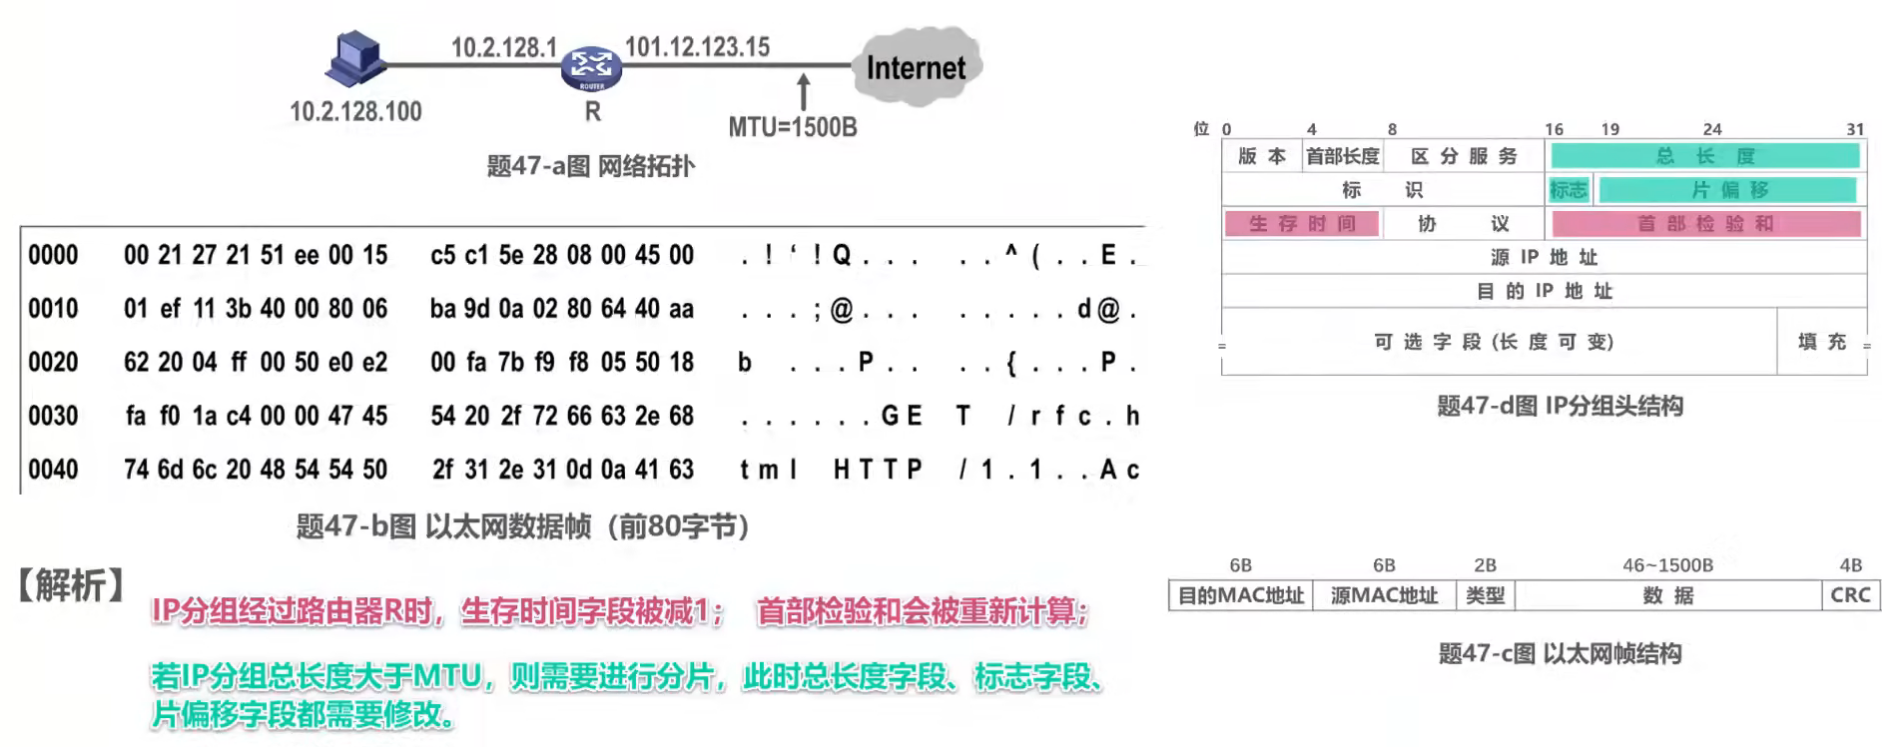 10.2.128.1
101.12.123.15
Internet
ROUTER
10.2.128.100
R
MTU=1500B
题47-a图 网络拓扑
0000 00 21 27 21 51 ee 00 15 c5 c1 5e 28 08 00 45 00 . ! ‘ ! Q . . . . . ^ ( . . E .
0010 01 ef 11 3b 40 00 80 06 ba 9d 0a 02 80 64 40 aa . . . ; @ . . . . . . . . d @ .
0020 62 20 04 ff 00 50 e0 e2 00 fa 7b f9 f8 05 50 18 b . . . P . . . . { . . . P .
0030 fa f0 1a c4 00 00 47 45 54 20 2f 72 66 63 2e 68 . . . . . . G E T / r f c . h
0040 74 6d 6c 20 48 54 54 50 2f 31 2e 31 0d 0a 41 63 t m l H T T P / 1 . 1 . . A c
题47-b图 以太网数据帧（前80字节）
【解析】
IP分组经过路由器R时，生存时间字段被减1； 首部检验和会被重新计算；
若IP分组总长度大于MTU，则需要进行分片，此时总长度字段、标志字段、
片偏移字段都需要修改。
位 0 4 8 16 19 24 31
版 本 首部长度 区 分 服 务 总 长 度
标 识 标志 片 偏 移
生 存 时 间 协 议 首 部 检 验 和
源 IP 地 址
目 的 IP 地 址
可 选 字 段 (长 度 可 变) 填 充
题47-d图 IP分组头结构
6B 6B 2B 46~1500B 4B
目的MAC地址 源MAC地址 类型 数 据 CRC
题47-c图 以太网帧结构